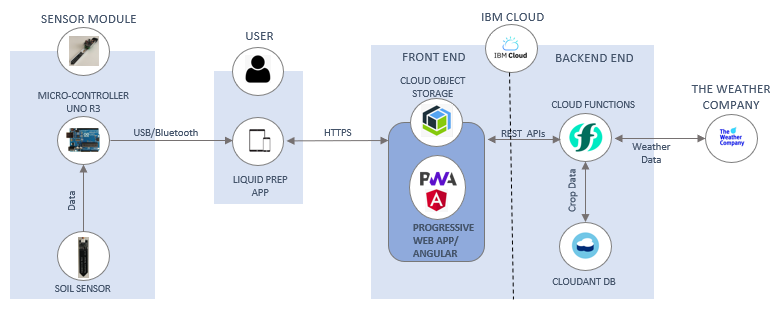 SENSOR MODULE
MICRO-CONTROLLER
UNO R3
Data
SOIL SENSOR
USB/Bluetooth
USER
LIQUID PREP
APP
HTTPS
IBM CLOUD
IBM Cloud
FRONT END
CLOUD OBJECT
STORAGE
PWA
A
PROGRESSIVE
WEB APP/
ANGULAR
REST APIs
BACKEND END
CLOUD FUNCTIONS
Crop Data
CLOUDANT DB
Weather
Data
THE WEATHER
COMPANY
The
Weather
Company